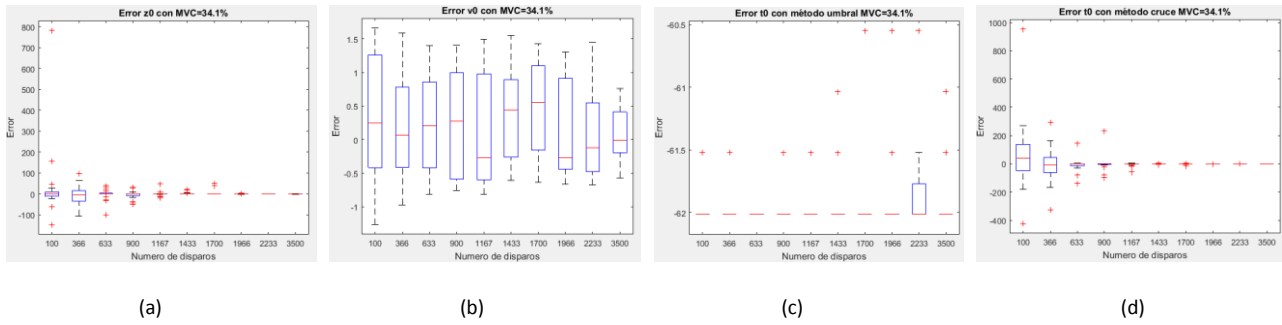 Error z0 con MVC=34.1%
800
700
600
500
400
300
200
100
0
-100
Error
100 366 633 900 1167 1433 1700 1966 2233 3500
Numero de disparos
(a)
Error v0 con MVC=34.1%
1.5
1
0.5
0
-0.5
-1
Error
100 366 633 900 1167 1433 1700 1966 2233 3500
Numero de disparos
(b)
Error t0 con método umbral MVC=34.1%
-60.5
-61
-61.5
-62
Error
100 366 633 900 1167 1433 1700 1966 2233 3500
Numero de disparos
(c)
Error t0 con método cruce MVC=34.1%
1000
800
600
400
200
0
-200
-400
Error
100 366 633 900 1167 1433 1700 1966 2233 3500
Numero de disparos
(d)